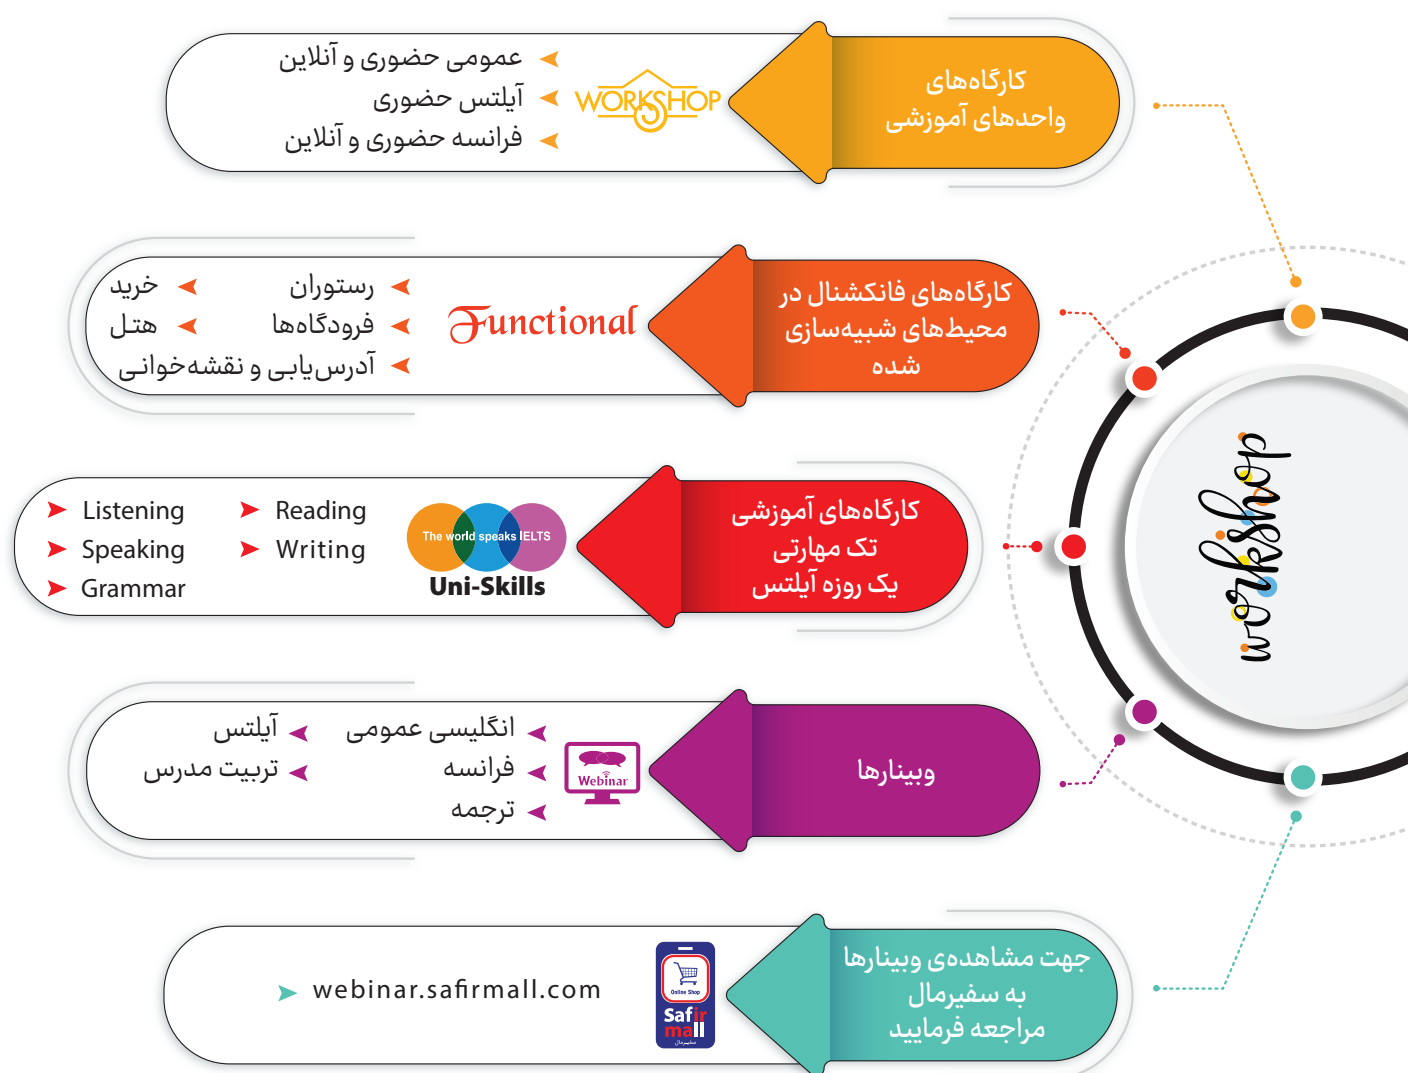 کارگاه‌های
واحدهای آموزشی
WORKSHOP
عمومی حضوری و آنلاین
آیلتس حضوری
فرانسه حضوری و آنلاین
کارگاه‌های فانکشنال در
محیط‌های شبیه‌سازی
شده
Functional
رستوران
فرودگاه‌ها
آدرس‌یابی و نقشه‌خوانی
خرید
هتل
کارگاه‌های آموزشی
تک مهارتی
یک روزه آیلتس
The world speaks IELTS
Uni-Skills
Listening
Speaking
Grammar
Reading
Writing
وبینارها
Webinar
انگلیسی عمومی
فرانسه
ترجمه
آیلتس
تربیت مدرس
جهت مشاهده‌ی وبینارها
به سفیرمال
مراجعه فرمایید
Online Shop
Safir
mall
سفیرمال
webinar.safirmall.com
workshop